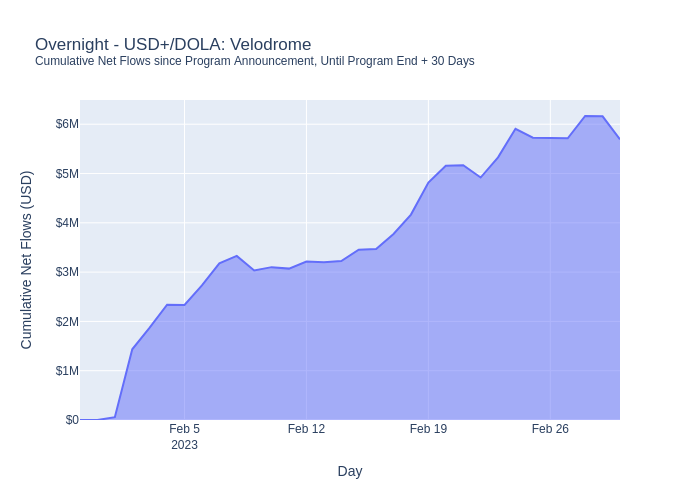 Overnight - USD+/DOLA: Velodrome
Cumulative Net Flows since Program Announcement, Until Program End + 30 Days
Cumulative Net Flows (USD)
$6M
$5M
$4M
$3M
$2M
$1M
$0
Feb 5
2023
Feb 12
Feb 19
Feb 26
Day